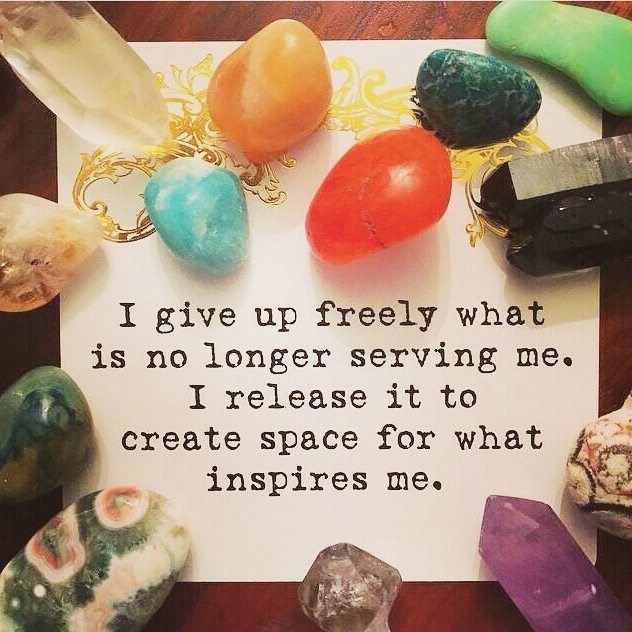 I give up freely what
is no longer serving me.
I release it to
create space for what
inspires me.